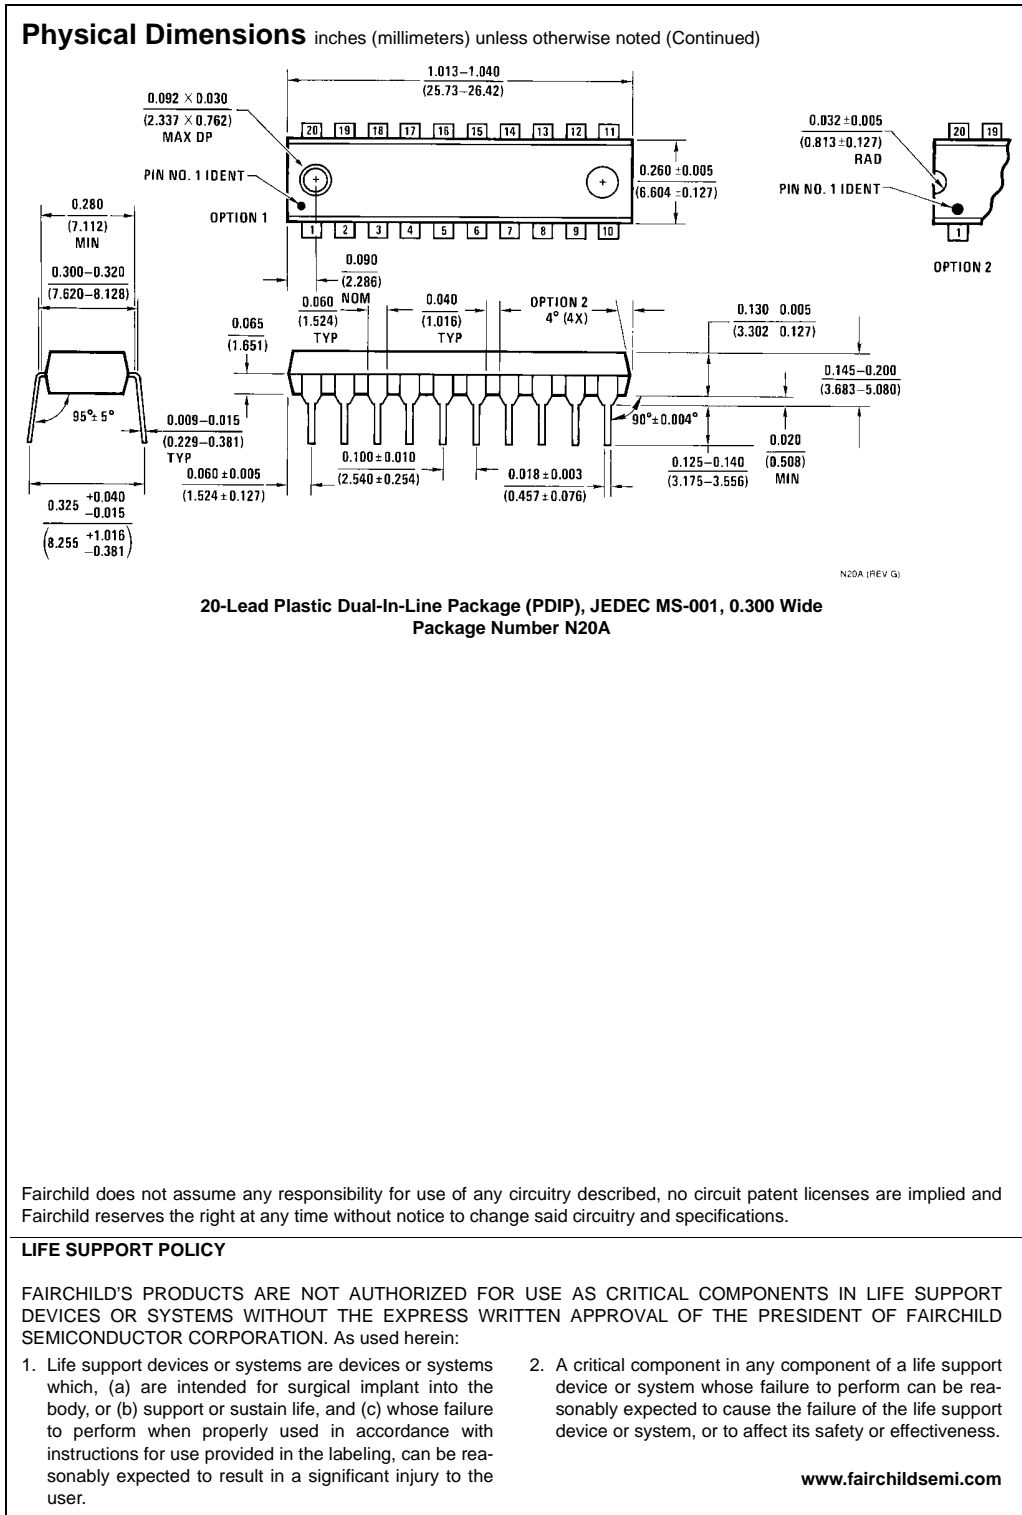 Physical Dimensions inches (millimeters) unless otherwise noted (Continued)
1.013–1.040
(25.73–26.42)
0.092 × 0.030
(2.337 × 0.762)
MAX DP
20 19 18 17 16 15 14 13 12 11
0.032 ±0.005
(0.813 ±0.127)
RAD
20 19
PIN NO. 1 IDENT
0.260 ±0.005
(6.604 ±0.127)
PIN NO. 1 IDENT
OPTION 1
1 2 3 4 5 6 7 8 9 10
1
OPTION 2
0.280
(7.112)
MIN
0.300–0.320
(7.620–8.128)
0.090
(2.286)
NOM
0.060
(1.524)
TYP
0.040
(1.016)
TYP
OPTION 2
4° (4X)
0.130 0.005
(3.302 0.127)
0.065
(1.651)
0.145–0.200
(3.683–5.080)
95°± 5°
0.009–0.015
(0.229–0.381)
TYP
90°±0.004°
0.020
(0.508)
MIN
0.100 ±0.010
(2.540 ±0.254)
0.125–0.140
(3.175–3.556)
0.060 ±0.005
(1.524 ±0.127)
0.018 ±0.003
(0.457 ±0.076)
0.325 +0.040
−0.015
(8.255 +1.016
−0.381)
N20A (REV G)
20-Lead Plastic Dual-In-Line Package (PDIP), JEDEC MS-001, 0.300 Wide
Package Number N20A
Fairchild does not assume any responsibility for use of any circuitry described, no circuit patent licenses are implied and
Fairchild reserves the right at any time without notice to change said circuitry and specifications.
LIFE SUPPORT POLICY
FAIRCHILD'S PRODUCTS ARE NOT AUTHORIZED FOR USE AS CRITICAL COMPONENTS IN LIFE SUPPORT
DEVICES OR SYSTEMS WITHOUT THE EXPRESS WRITTEN APPROVAL OF THE PRESIDENT OF FAIRCHILD
SEMICONDUCTOR CORPORATION. As used herein:
1. Life support devices or systems are devices or systems
which, (a) are intended for surgical implant into the
body, or (b) support or sustain life, and (c) whose failure
to perform when properly used in accordance with
instructions for use provided in the labeling, can be rea-
sonably expected to result in a significant injury to the
user.
2. A critical component in any component of a life support
device or system whose failure to perform can be rea-
sonably expected to cause the failure of the life support
device or system, or to affect its safety or effectiveness.
www.fairchildsemi.com